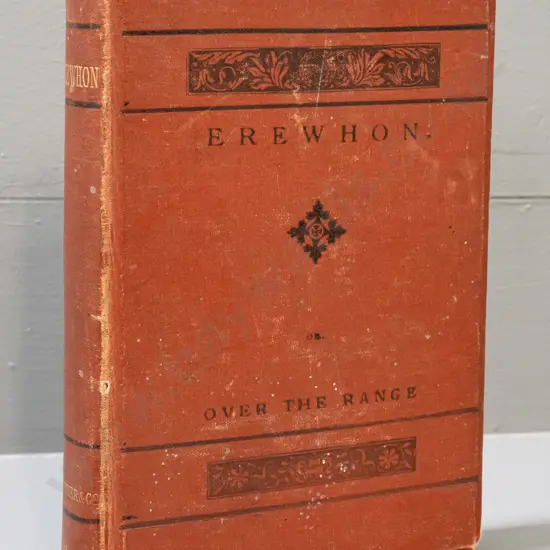 EREWHON.
OR.
OVER THE RANGE